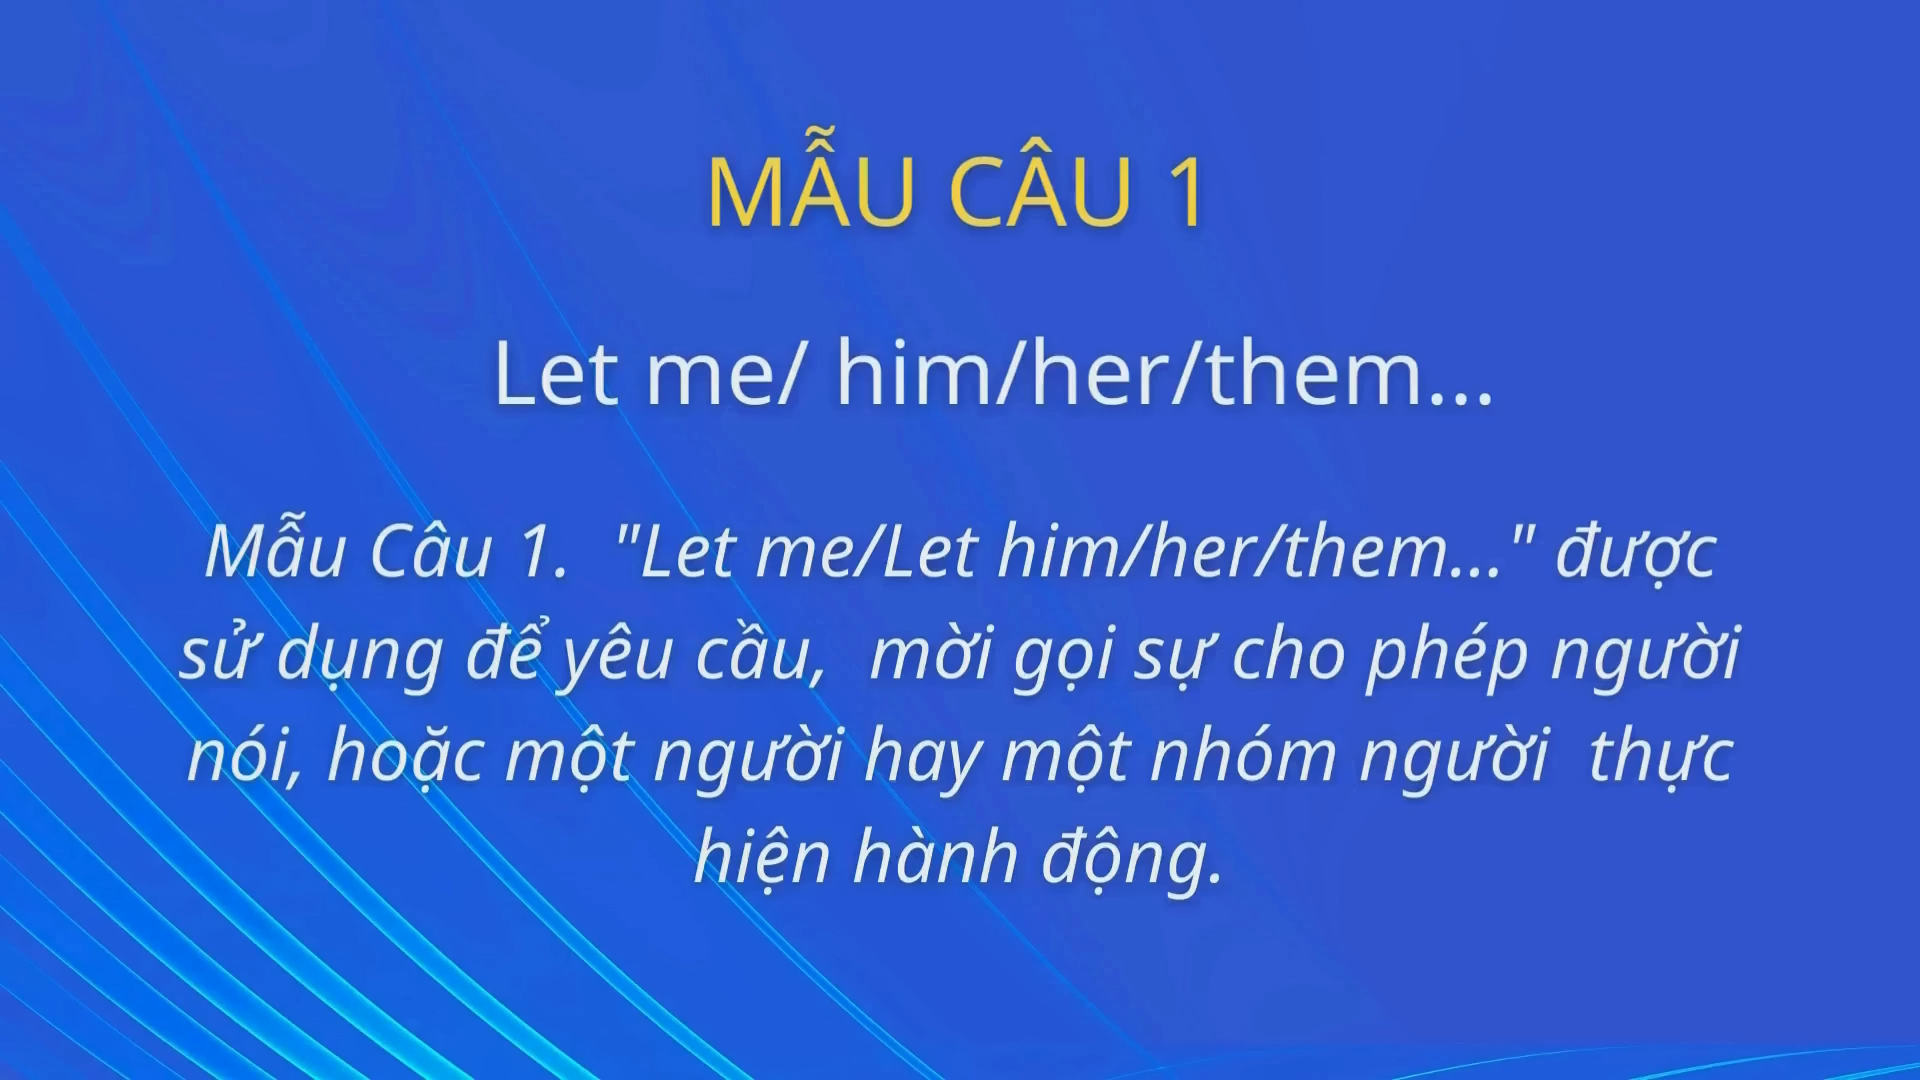 MẪU CÂU 1
Let me/ him/her/them...
Mẫu Câu 1.  "Let me/Let him/her/them..." được
sử dụng để yêu cầu,  mời gọi sự cho phép người
nói, hoặc một người hay một nhóm người  thực
hiện hành động.